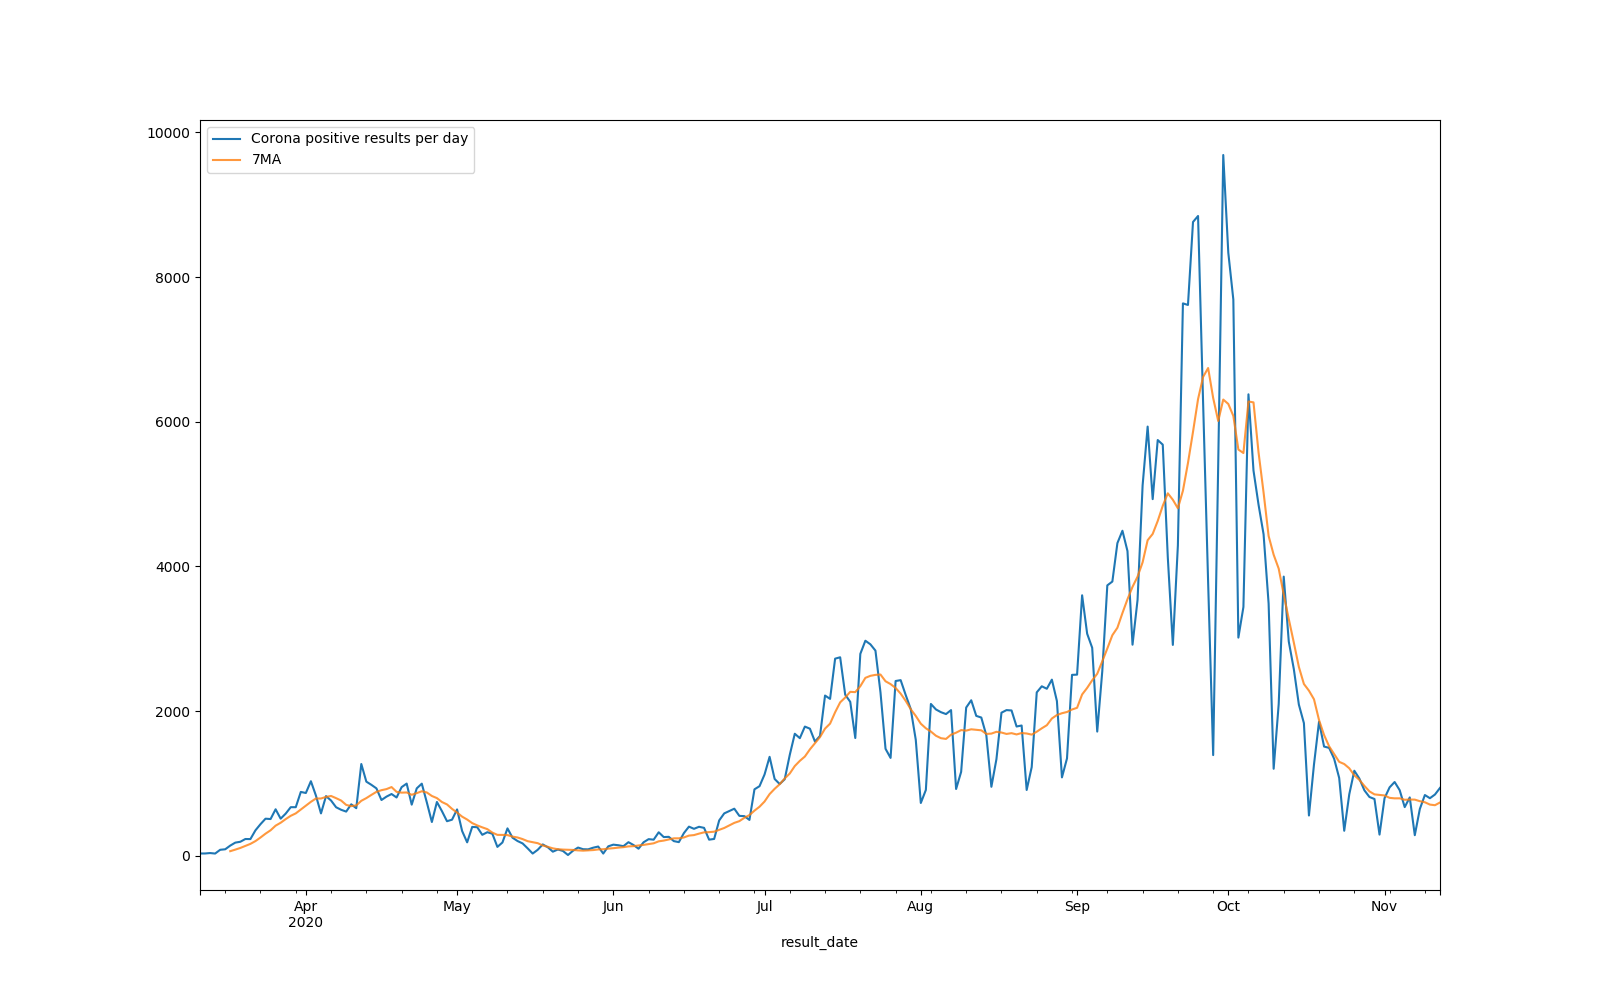 Corona positive results per day
7MA
10000
8000
6000
4000
2000
0
Apr May Jun Jul Aug Sep Oct Nov
2020
result_date